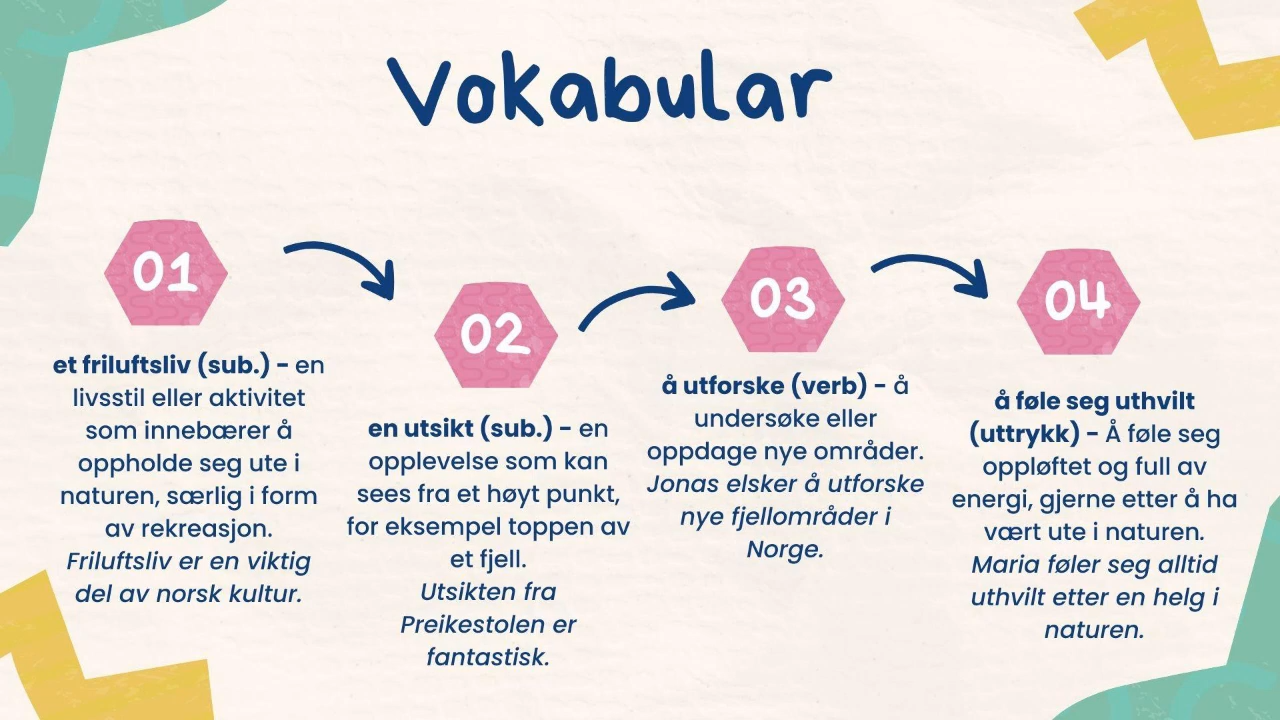 Vokabular
01
et friluftsliv (sub.) – en
livsstil eller aktivitet
som innebærer å
oppholde seg ute i
naturen, særlig i form
av rekreasjon.
Friluftsliv er en viktig
del av norsk kultur.
02
en utsikt (sub.) – en
opplevelse som kan
sees fra et høyt punkt,
for eksempel toppen av
et fjell.
Utsikten fra
Preikestolen er
fantastisk.
03
å utforske (verb) – å
undersøke eller
oppdage nye områder.
Jonas elsker å utforske
nye fjellområder i
Norge.
04
å føle seg uthvilt
(uttrykk) – Å føle seg
oppløftet og full av
energi, gjerne etter å ha
vært ute i naturen.
Maria føler seg alltid
uthvilt etter en helg i
naturen.